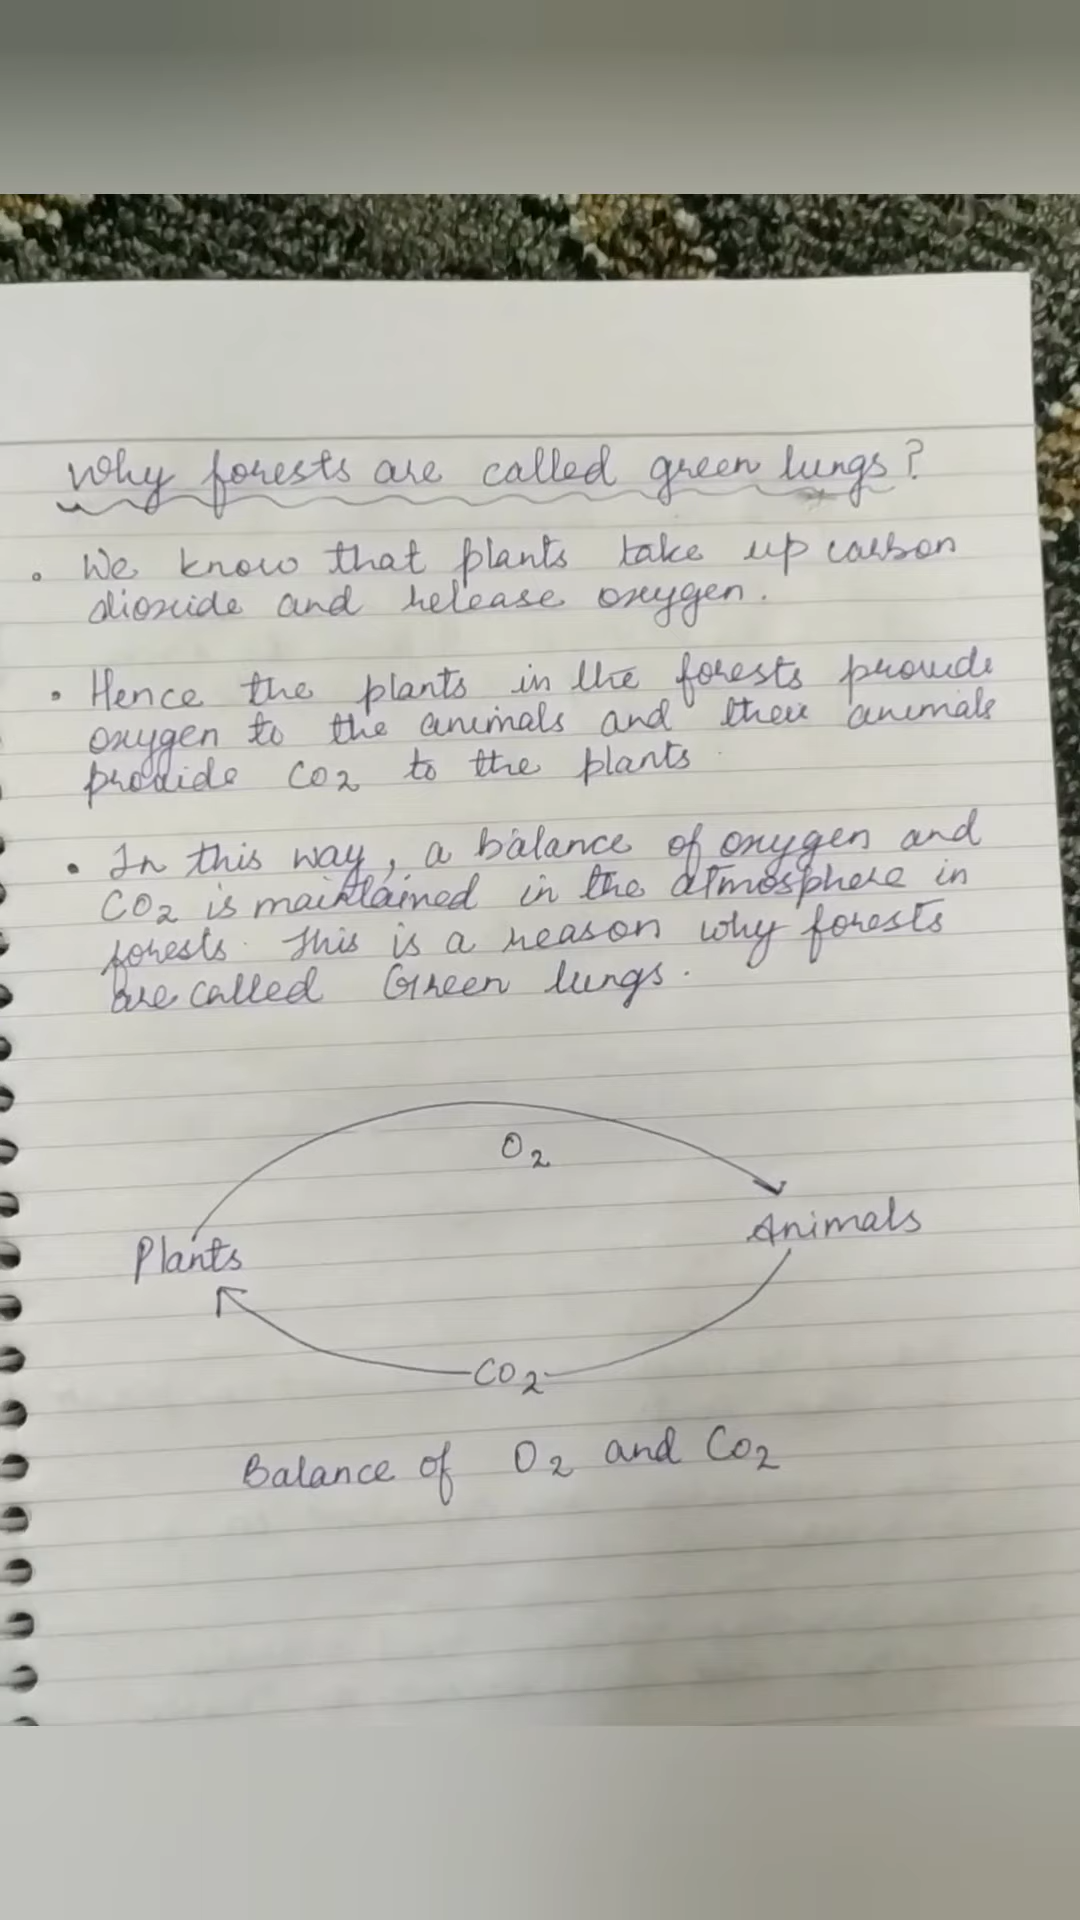 Why forests are called green lungs?
• We know that plants take up carbon
dioxide and release oxygen.
• Hence the plants in the forests provide
oxygen to the animals and their animals
provide CO2 to the plants
• In this way, a balance of oxygen and
CO2 is maintained in the atmosphere in
forests. This is a reason why forests
are called Green lungs.
O2
Animals
Plants
CO2
Balance of O2 and CO2